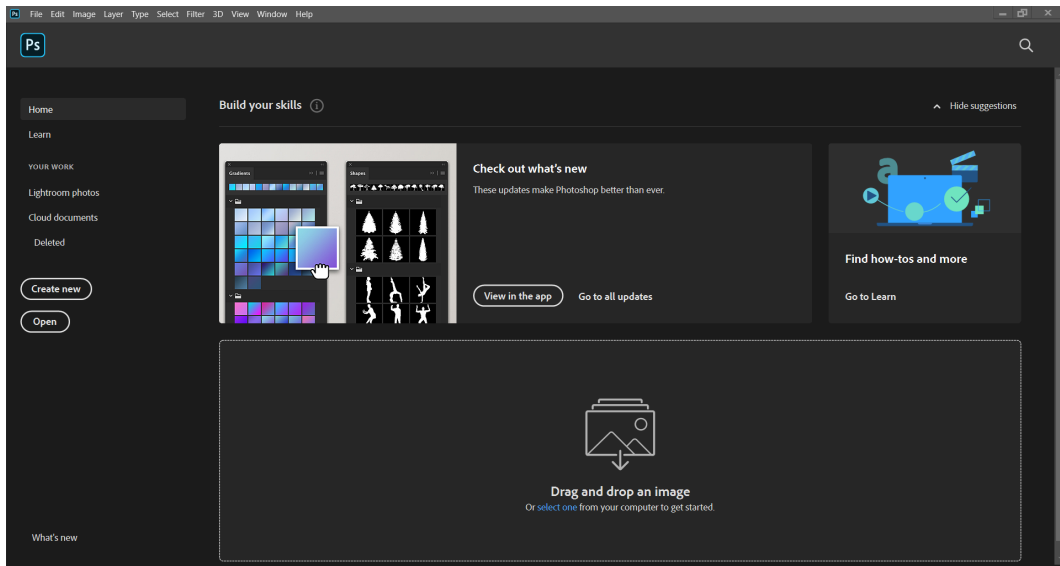 Ps File Edit Image Layer Type Select Filter 3D View Window Help
Ps
Home
Learn
YOUR WORK
Lightroom photos
Cloud documents
Deleted
Create new
Open
What's new
Build your skills
Hide suggestions
Gradients
Shapes
Check out what's new
These updates make Photoshop better than ever.
View in the app
Go to all updates
a
Find how-tos and more
Go to Learn
Drag and drop an image
Or select one from your computer to get started.